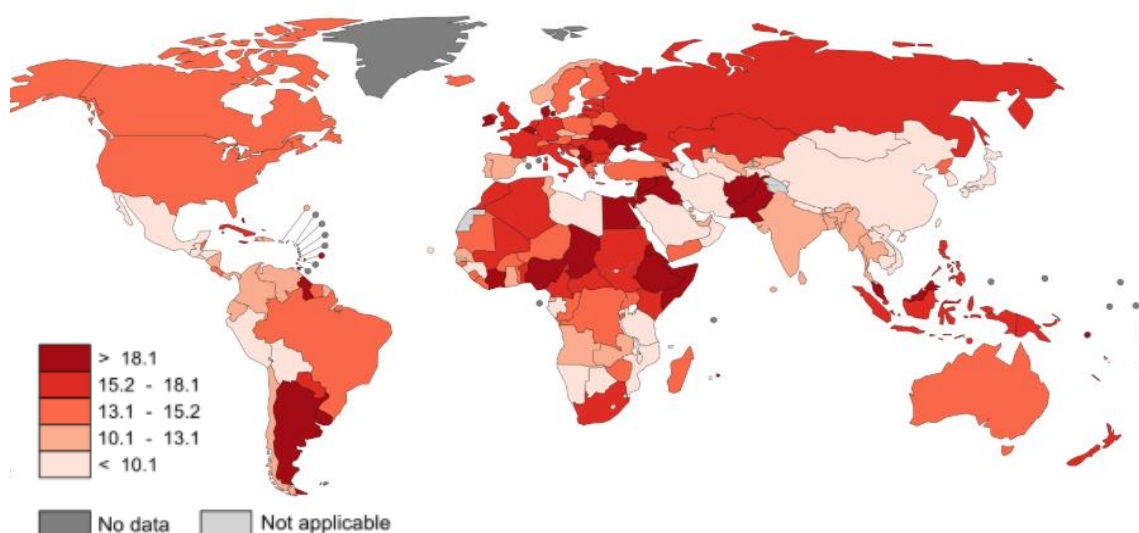 > 18.1
15.2 - 18.1
13.1 - 15.2
10.1 - 13.1
< 10.1
No data
Not applicable